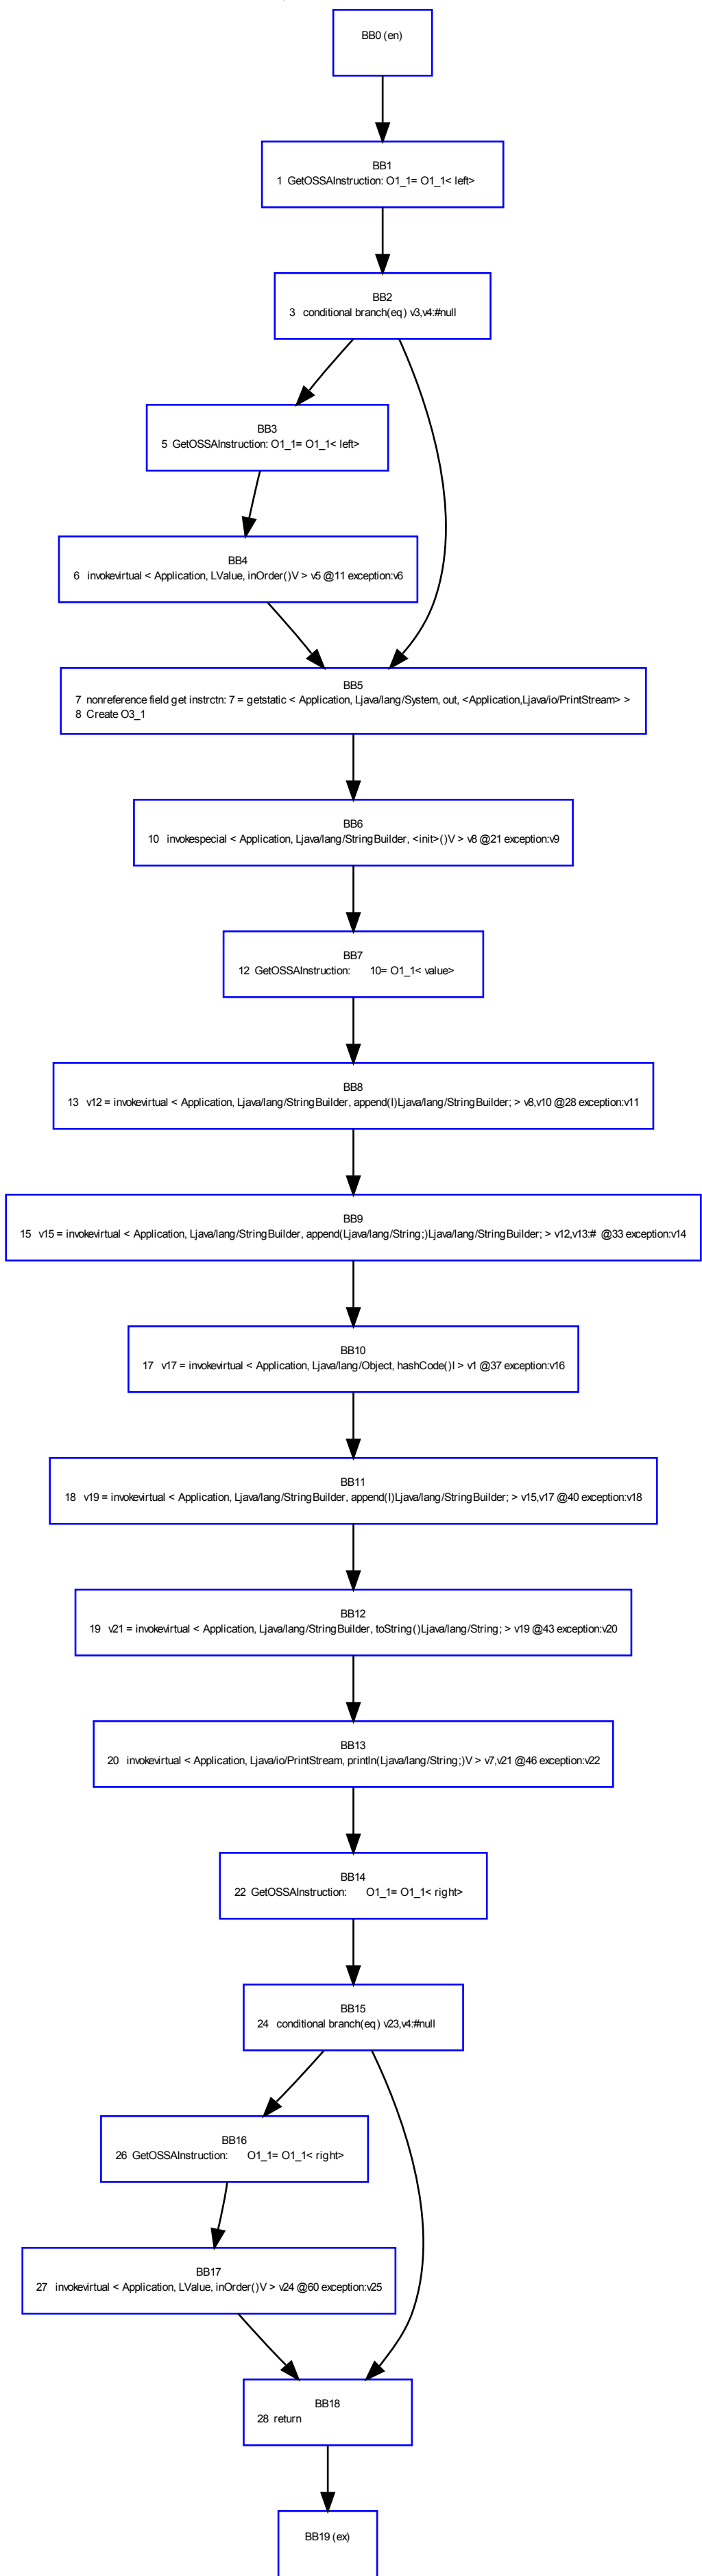 BB0 (en)
BB1
1 GetOSSAInstruction: O1_1= O1_1< left>
BB2
3 conditional branch(eq) v3,v4:#null
BB3
5 GetOSSAInstruction: O1_1= O1_1< left>
BB4
6 invokevirtual < Application, LValue, inOrder()V > v5 @11 exception:v6
BB5
7 nonreference field get instrctn: 7 = getstatic < Application, Ljava/lang/System, out, <Application,Ljava/io/PrintStream> >
8 Create O3_1
BB6
10 invokespecial < Application, Ljava/lang/StringBuilder, <init>()V > v8 @21 exception:v9
BB7
12 GetOSSAInstruction: 10= O1_1< value>
BB8
13 v12 = invokevirtual < Application, Ljava/lang/StringBuilder, append(I)Ljava/lang/StringBuilder; > v8,v10 @28 exception:v11
BB9
15 v15 = invokevirtual < Application, Ljava/lang/StringBuilder, append(Ljava/lang/String;)Ljava/lang/StringBuilder; > v12,v13:# @33 exception:v14
BB10
17 v17 = invokevirtual < Application, Ljava/lang/Object, hashCode()I > v1 @37 exception:v16
BB11
18 v19 = invokevirtual < Application, Ljava/lang/StringBuilder, append(I)Ljava/lang/StringBuilder; > v15,v17 @40 exception:v18
BB12
19 v21 = invokevirtual < Application, Ljava/lang/StringBuilder, toString()Ljava/lang/String; > v19 @43 exception:v20
BB13
20 invokevirtual < Application, Ljava/io/PrintStream, println(Ljava/lang/String;)V > v7,v21 @46 exception:v22
BB14
22 GetOSSAInstruction: O1_1= O1_1< right>
BB15
24 conditional branch(eq) v23,v4:#null
BB16
26 GetOSSAInstruction: O1_1= O1_1< right>
BB17
27 invokevirtual < Application, LValue, inOrder()V > v24 @60 exception:v25
BB18
28 return
BB19 (ex)